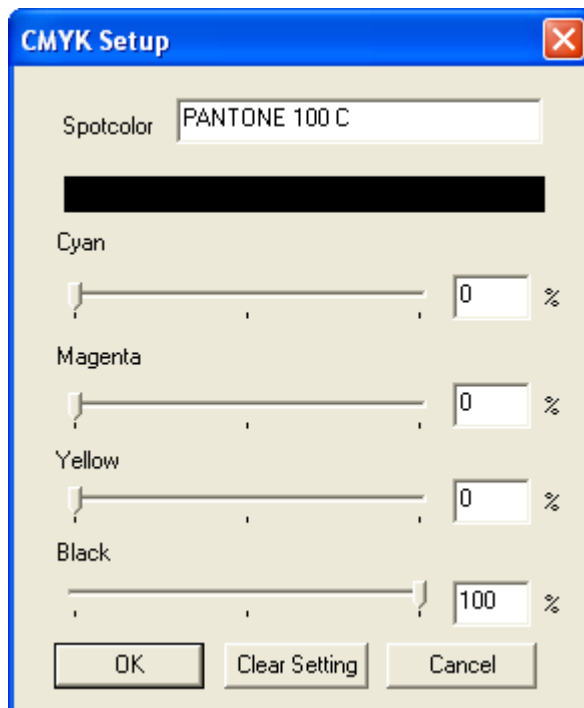 CMYK Setup
Spotcolor PANTONE 100 C
Cyan
0 %
Magenta
0 %
Yellow
0 %
Black
100 %
OK Clear Setting Cancel